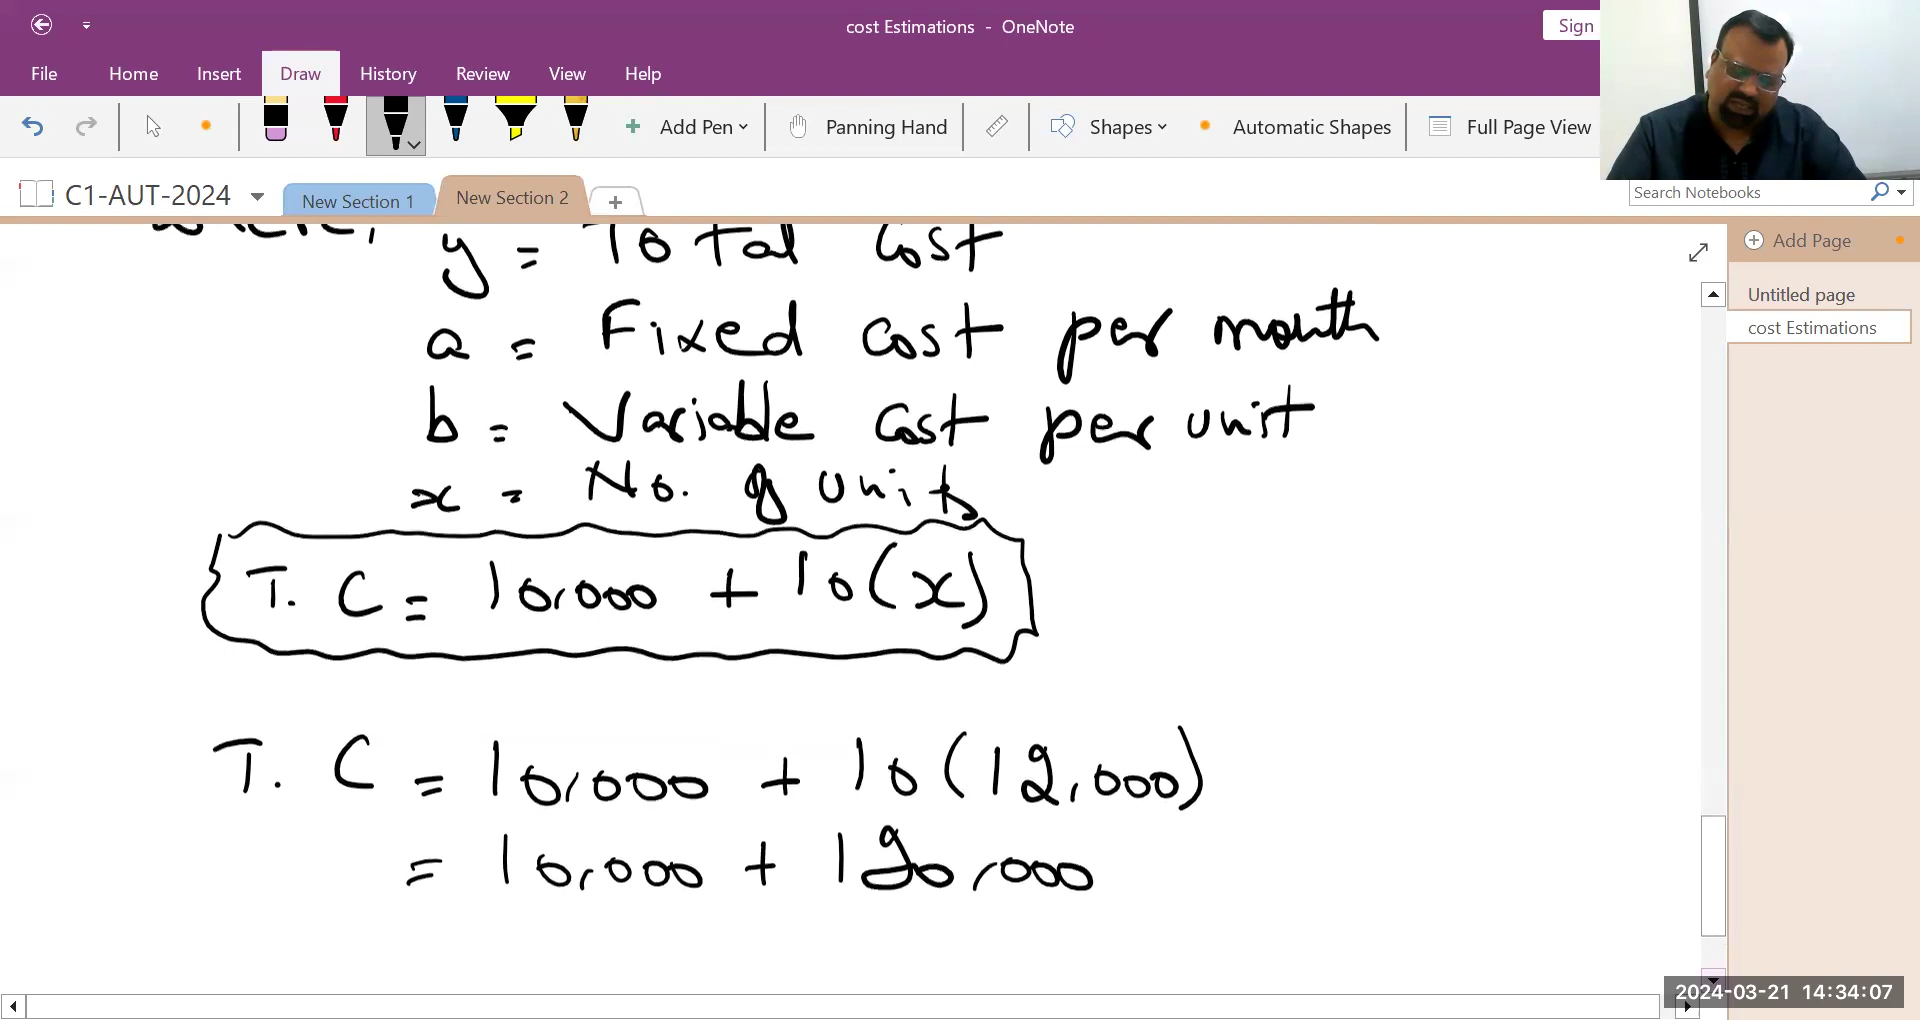 cost Estimations - OneNote
Sign
File Home Insert Draw History Review View Help
Add Pen Panning Hand Shapes Automatic Shapes Full Page View
C1-AUT-2024 New Section 1 New Section 2
Search Notebooks
Add Page
Untitled page
cost Estimations
y = Total Cost
a = Fixed Cost per month
b = Variable Cost per unit
x = No. of units
T. C = 10,000 + 10(x)
T. C = 10,000 + 10(12,000)
= 10,000 + 120,000
2024-03-21 14:34:07